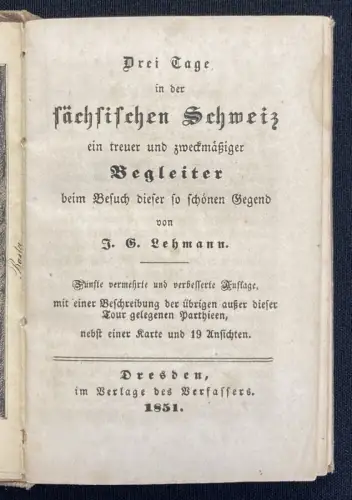 Drei Tage
in der
sächsischen Schweiz
ein treuer und zweckmäßiger
Begleiter
beim Besuch dieser so schönen Gegend
von
J. G. Lehmann.
Fünfte vermehrte und verbesserte Auflage,
mit einer Beschreibung der übrigen außer dieser
Tour gelegenen Parthieen,
nebst einer Karte und 19 Ansichten.
Dresden,
im Verlage des Verfassers.
1851.